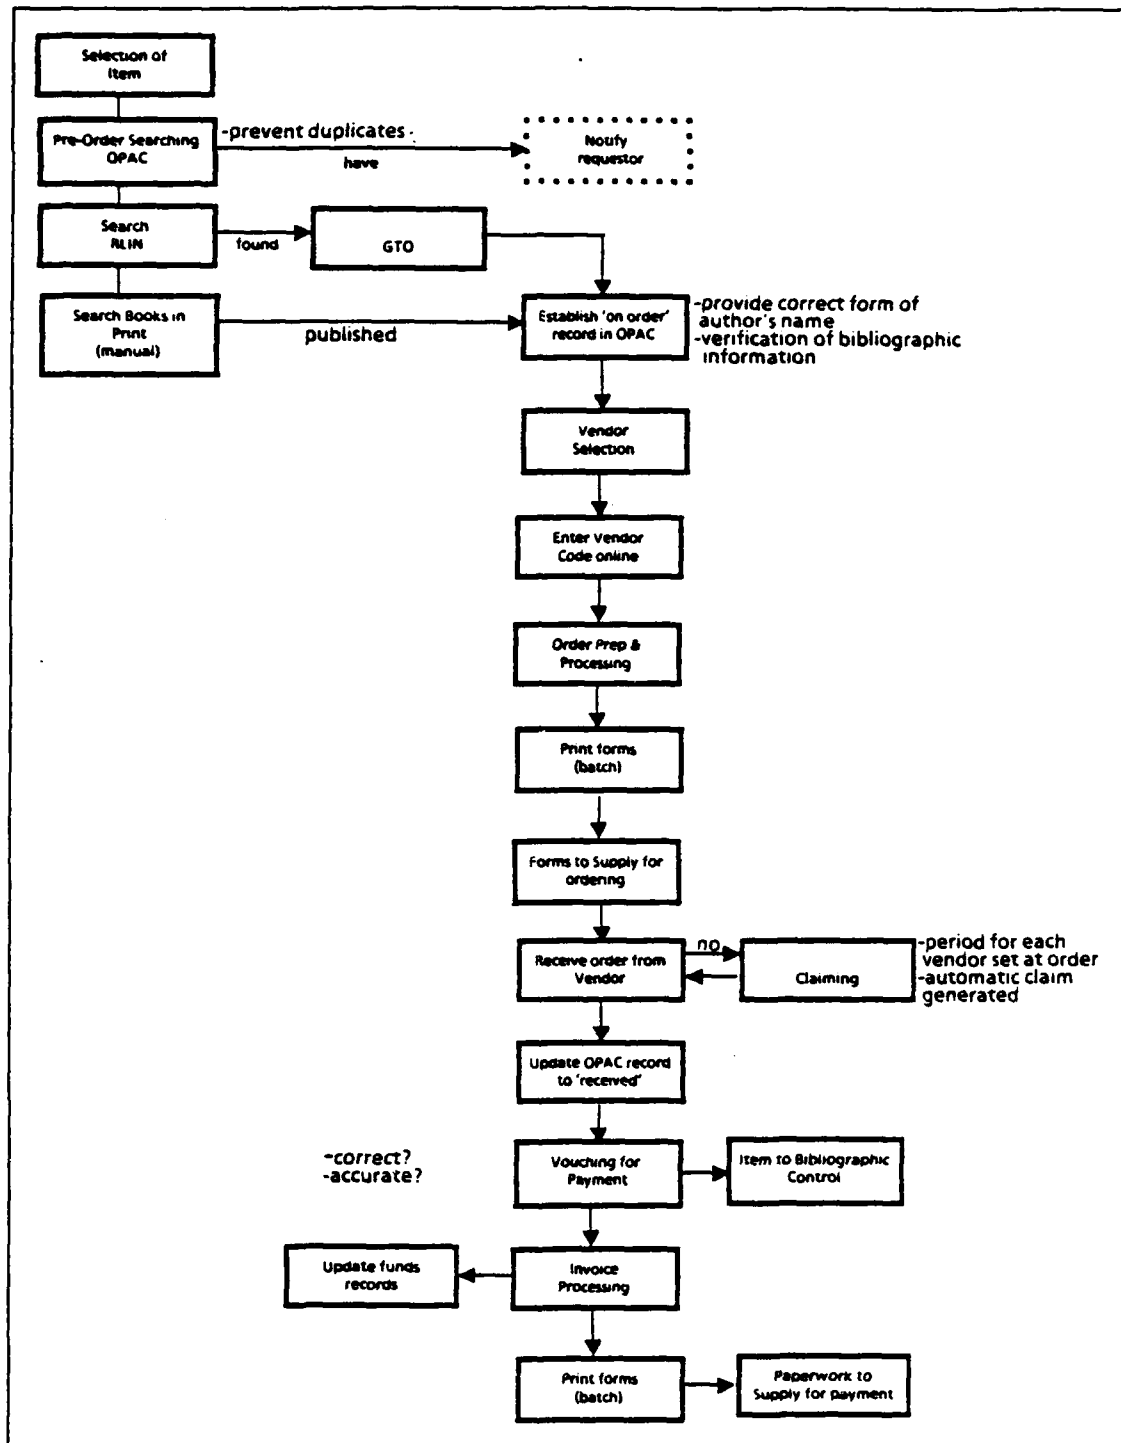 Selection of
Item
Pre-Order Searching
OPAC
-prevent duplicates
have
Notify
requestor
Search
RLIN
found
GTO
Search Books in
Print
(manual)
published
Establish 'on order'
record in OPAC
-provide correct form of
author's name
-verification of bibliographic
information
Vendor
Selection
Enter Vendor
Code online
Order Prep &
Processing
Print forms
(batch)
Forms to Supply for
ordering
Receive order from
Vendor
no
Claiming
-period for each
vendor set at order
-automatic claim
generated
Update OPAC record
to 'received'
-correct?
-accurate?
Vouching for
Payment
Item to Bibliographic
Control
Update funds
records
Invoice
Processing
Print forms
(batch)
Paperwork to
Supply for payment